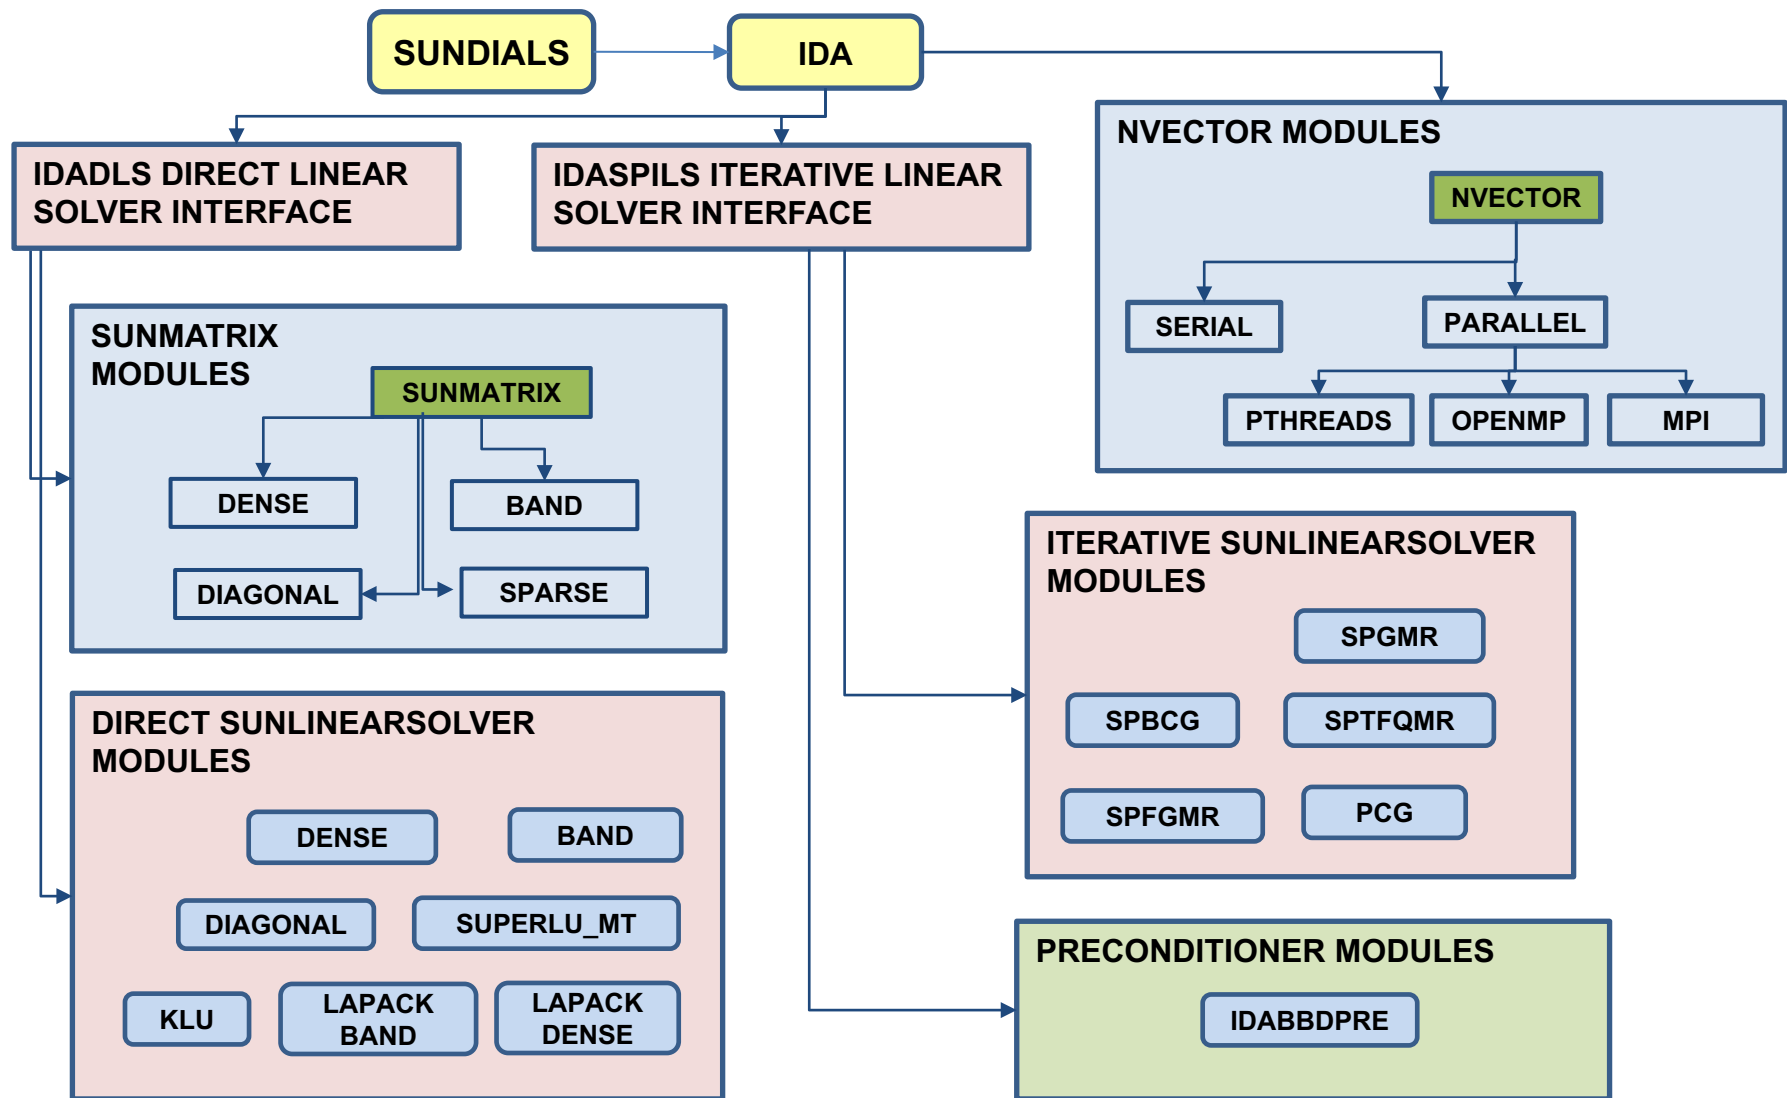 SUNDIALS
IDA
IDADLS DIRECT LINEAR
SOLVER INTERFACE
IDASPILS ITERATIVE LINEAR
SOLVER INTERFACE
NVECTOR MODULES
NVECTOR
SERIAL
PARALLEL
PTHREADS
OPENMP
MPI
SUNMATRIX
MODULES
SUNMATRIX
DENSE
BAND
DIAGONAL
SPARSE
ITERATIVE SUNLINEARSOLVER
MODULES
SPGMR
SPBCG
SPTFQMR
SPFGMR
PCG
DIRECT SUNLINEARSOLVER
MODULES
DENSE
BAND
DIAGONAL
SUPERLU_MT
KLU
LAPACK
BAND
LAPACK
DENSE
PRECONDITIONER MODULES
IDABBDPRE